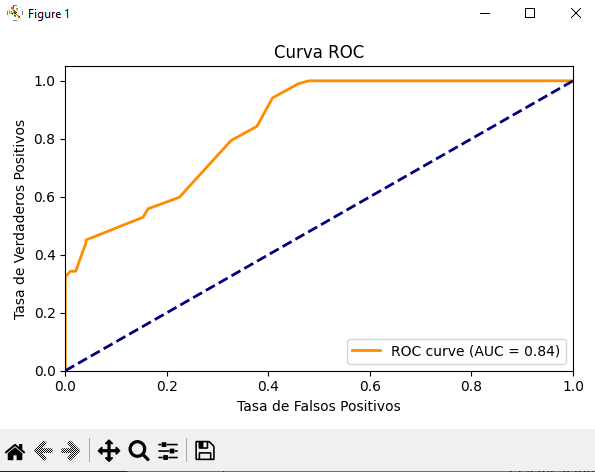 Figure 1
Curva ROC
1.0
0.8
0.6
0.4
0.2
0.0
Tasa de Verdaderos Positivos
ROC curve (AUC = 0.84)
0.0 0.2 0.4 0.6 0.8 1.0
Tasa de Falsos Positivos